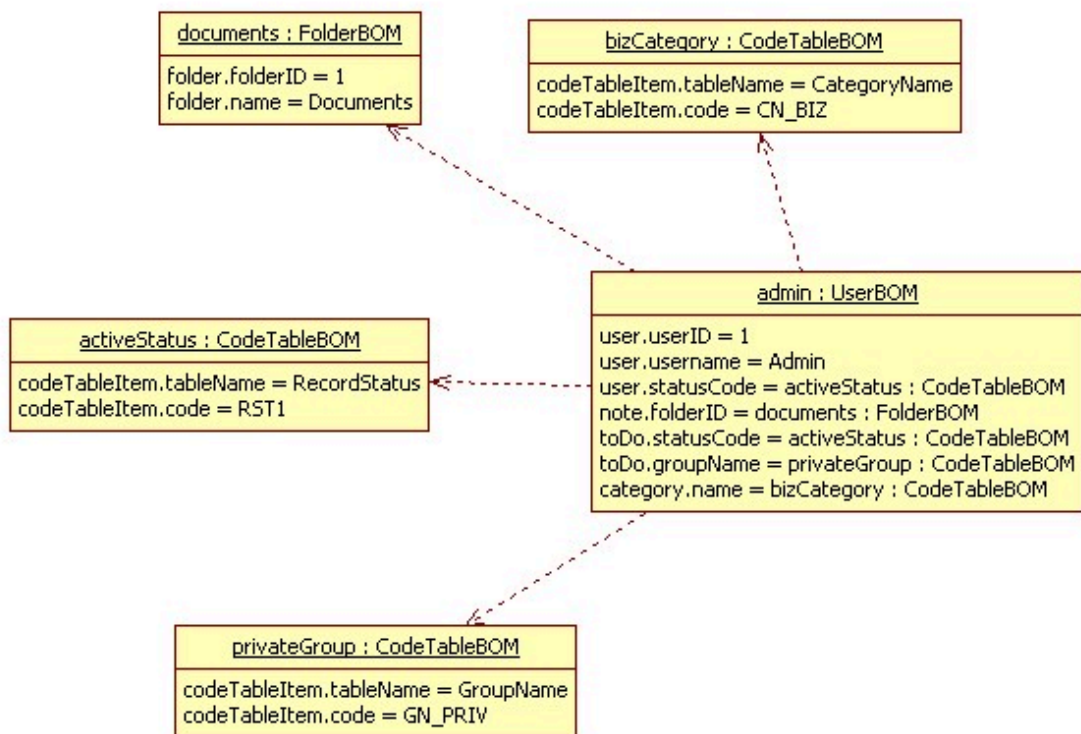 documents : FolderBOM
folder.folderID = 1
folder.name = Documents
bizCategory : CodeTableBOM
codeTableItem.tableName = CategoryName
codeTableItem.code = CN_BIZ
admin : UserBOM
user.userID = 1
user.username = Admin
user.statusCode = activeStatus : CodeTableBOM
note.folderID = documents : FolderBOM
toDo.statusCode = activeStatus : CodeTableBOM
toDo.groupName = privateGroup : CodeTableBOM
category.name = bizCategory : CodeTableBOM
activeStatus : CodeTableBOM
codeTableItem.tableName = RecordStatus
codeTableItem.code = RST1
privateGroup : CodeTableBOM
codeTableItem.tableName = GroupName
codeTableItem.code = GN_PRIV